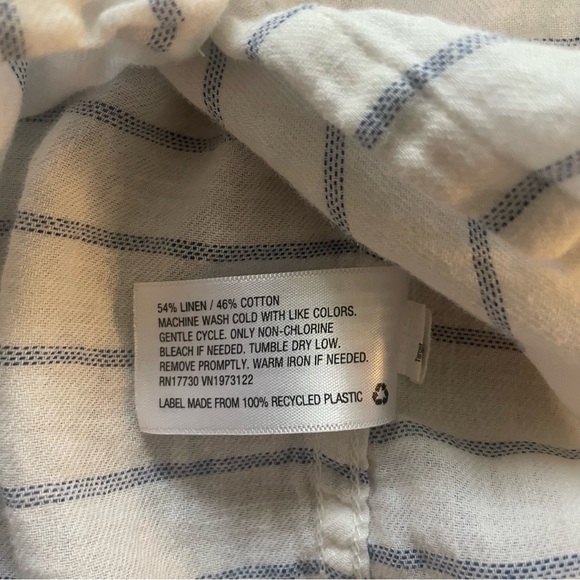 54% LINEN / 46% COTTON
MACHINE WASH COLD WITH LIKE COLORS.
GENTLE CYCLE. ONLY NON-CHLORINE
BLEACH IF NEEDED. TUMBLE DRY LOW.
REMOVE PROMPTLY. WARM IRON IF NEEDED.
RN17730 VN1973122
LABEL MADE FROM 100% RECYCLED PLASTIC